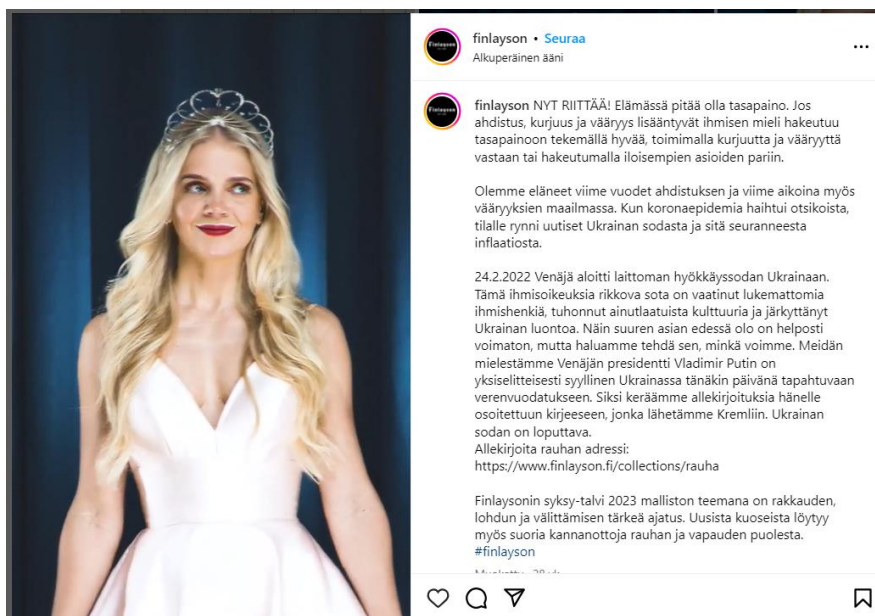 finlayson • Seuraa
Alkuperäinen ääni
finlayson NYT RIITTÄÄ! Elämässä pitää olla tasapaino. Jos
ahdistus, kurjuus ja vääryys lisääntyvät ihmisen mieli hakeutuu
tasapainoon tekemällä hyvää, toimimalla kurjuutta ja vääryyttä
vastaan tai hakeutumalla iloisempien asioiden pariin.
Olemme eläneet viime vuodet ahdistuksen ja viime aikoina myös
vääryyksien maailmassa. Kun koronaepidemia haihtui otsikoista,
tilalle rynni uutiset Ukrainan sodasta ja sitä seuranneesta
inflaatiosta.
24.2.2022 Venäjä aloitti laittoman hyökkäyssodan Ukrainaan.
Tämä ihmisoikeuksia rikkova sota on vaatinut lukemattomia
ihmishenkiä, tuhonnut ainutlaatuista kulttuuria ja järkyttänyt
Ukrainan luontoa. Näin suuren asian edessä olo on helposti
voimaton, mutta haluamme tehdä sen, minkä voimme. Meidän
mielestämme Venäjän presidentti Vladimir Putin on
yksiselitteisesti syyllinen Ukrainassa tänäkin päivänä tapahtuvaan
verenvuodatukseen. Siksi keräämme allekirjoituksia hänelle
osoitettuun kirjeeseen, jonka lähetämme Kremliin. Ukrainan
sodan on loputtava.
Allekirjoita rauhan adressi:
https://www.finlayson.fi/collections/rauha
Finlaysonin syksy-talvi 2023 malliston teemana on rakkauden,
lohdun ja välittämisen tärkeä ajatus. Uusista kuoseista löytyy
myös suoria kannanottoja rauhan ja vapauden puolesta.
#finlayson